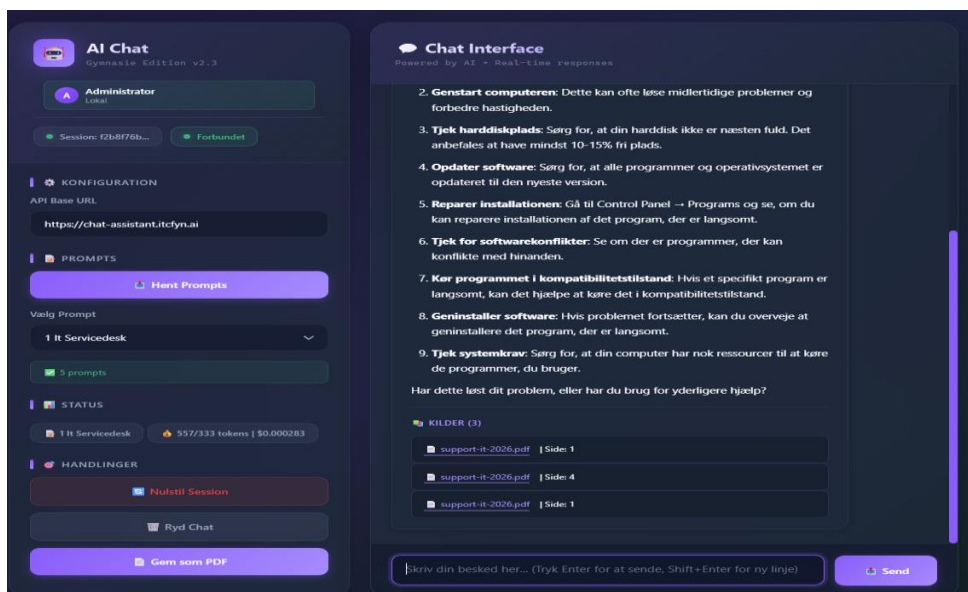 AI Chat
Gymnasie Edition v2.3
A
Administrator
Lokal
Session: f2b8f76b...
Forbundet
KONFIGURATION
API Base URL
https://chat-assistant.itcfyn.ai
PROMPTS
Hent Prompts
Vælg Prompt
1 It Servicedesk
5 prompts
STATUS
1 It Servicedesk
557/333 tokens | $0.000283
HANDLINGER
Nulstil Session
Ryd Chat
Gem som PDF
Chat Interface
Powered by AI • Real-time responses
2. Genstart computeren: Dette kan ofte løse midlertidige problemer og
forbedre hastigheden.
3. Tjek harddiskplads: Sørg for, at din harddisk ikke er næsten fuld. Det
anbefales at have mindst 10-15% fri plads.
4. Opdater software: Sørg for, at alle programmer og operativsystemet er
opdateret til den nyeste version.
5. Reparer installationen: Gå til Control Panel → Programs og se, om du
kan reparere installationen af det program, der er langsomt.
6. Tjek for softwarekonflikter: Se om der er programmer, der kan
konflikte med hinanden.
7. Kør programmet i kompatibilitetstilstand: Hvis et specifikt program er
langsomt, kan det hjælpe at køre det i kompatibilitetstilstand.
8. Geninstaller software: Hvis problemet fortsætter, kan du overveje at
geninstallere det program, der er langsomt.
9. Tjek systemkrav: Sørg for, at din computer har nok ressourcer til at køre
de programmer, du bruger.
Har dette løst dit problem, eller har du brug for yderligere hjælp?
KILDER (3)
support-it-2026.pdf | Side: 1
support-it-2026.pdf | Side: 4
support-it-2026.pdf | Side: 1
Skriv din besked her... (Tryk Enter for at sende, Shift+Enter for ny linje)
Send